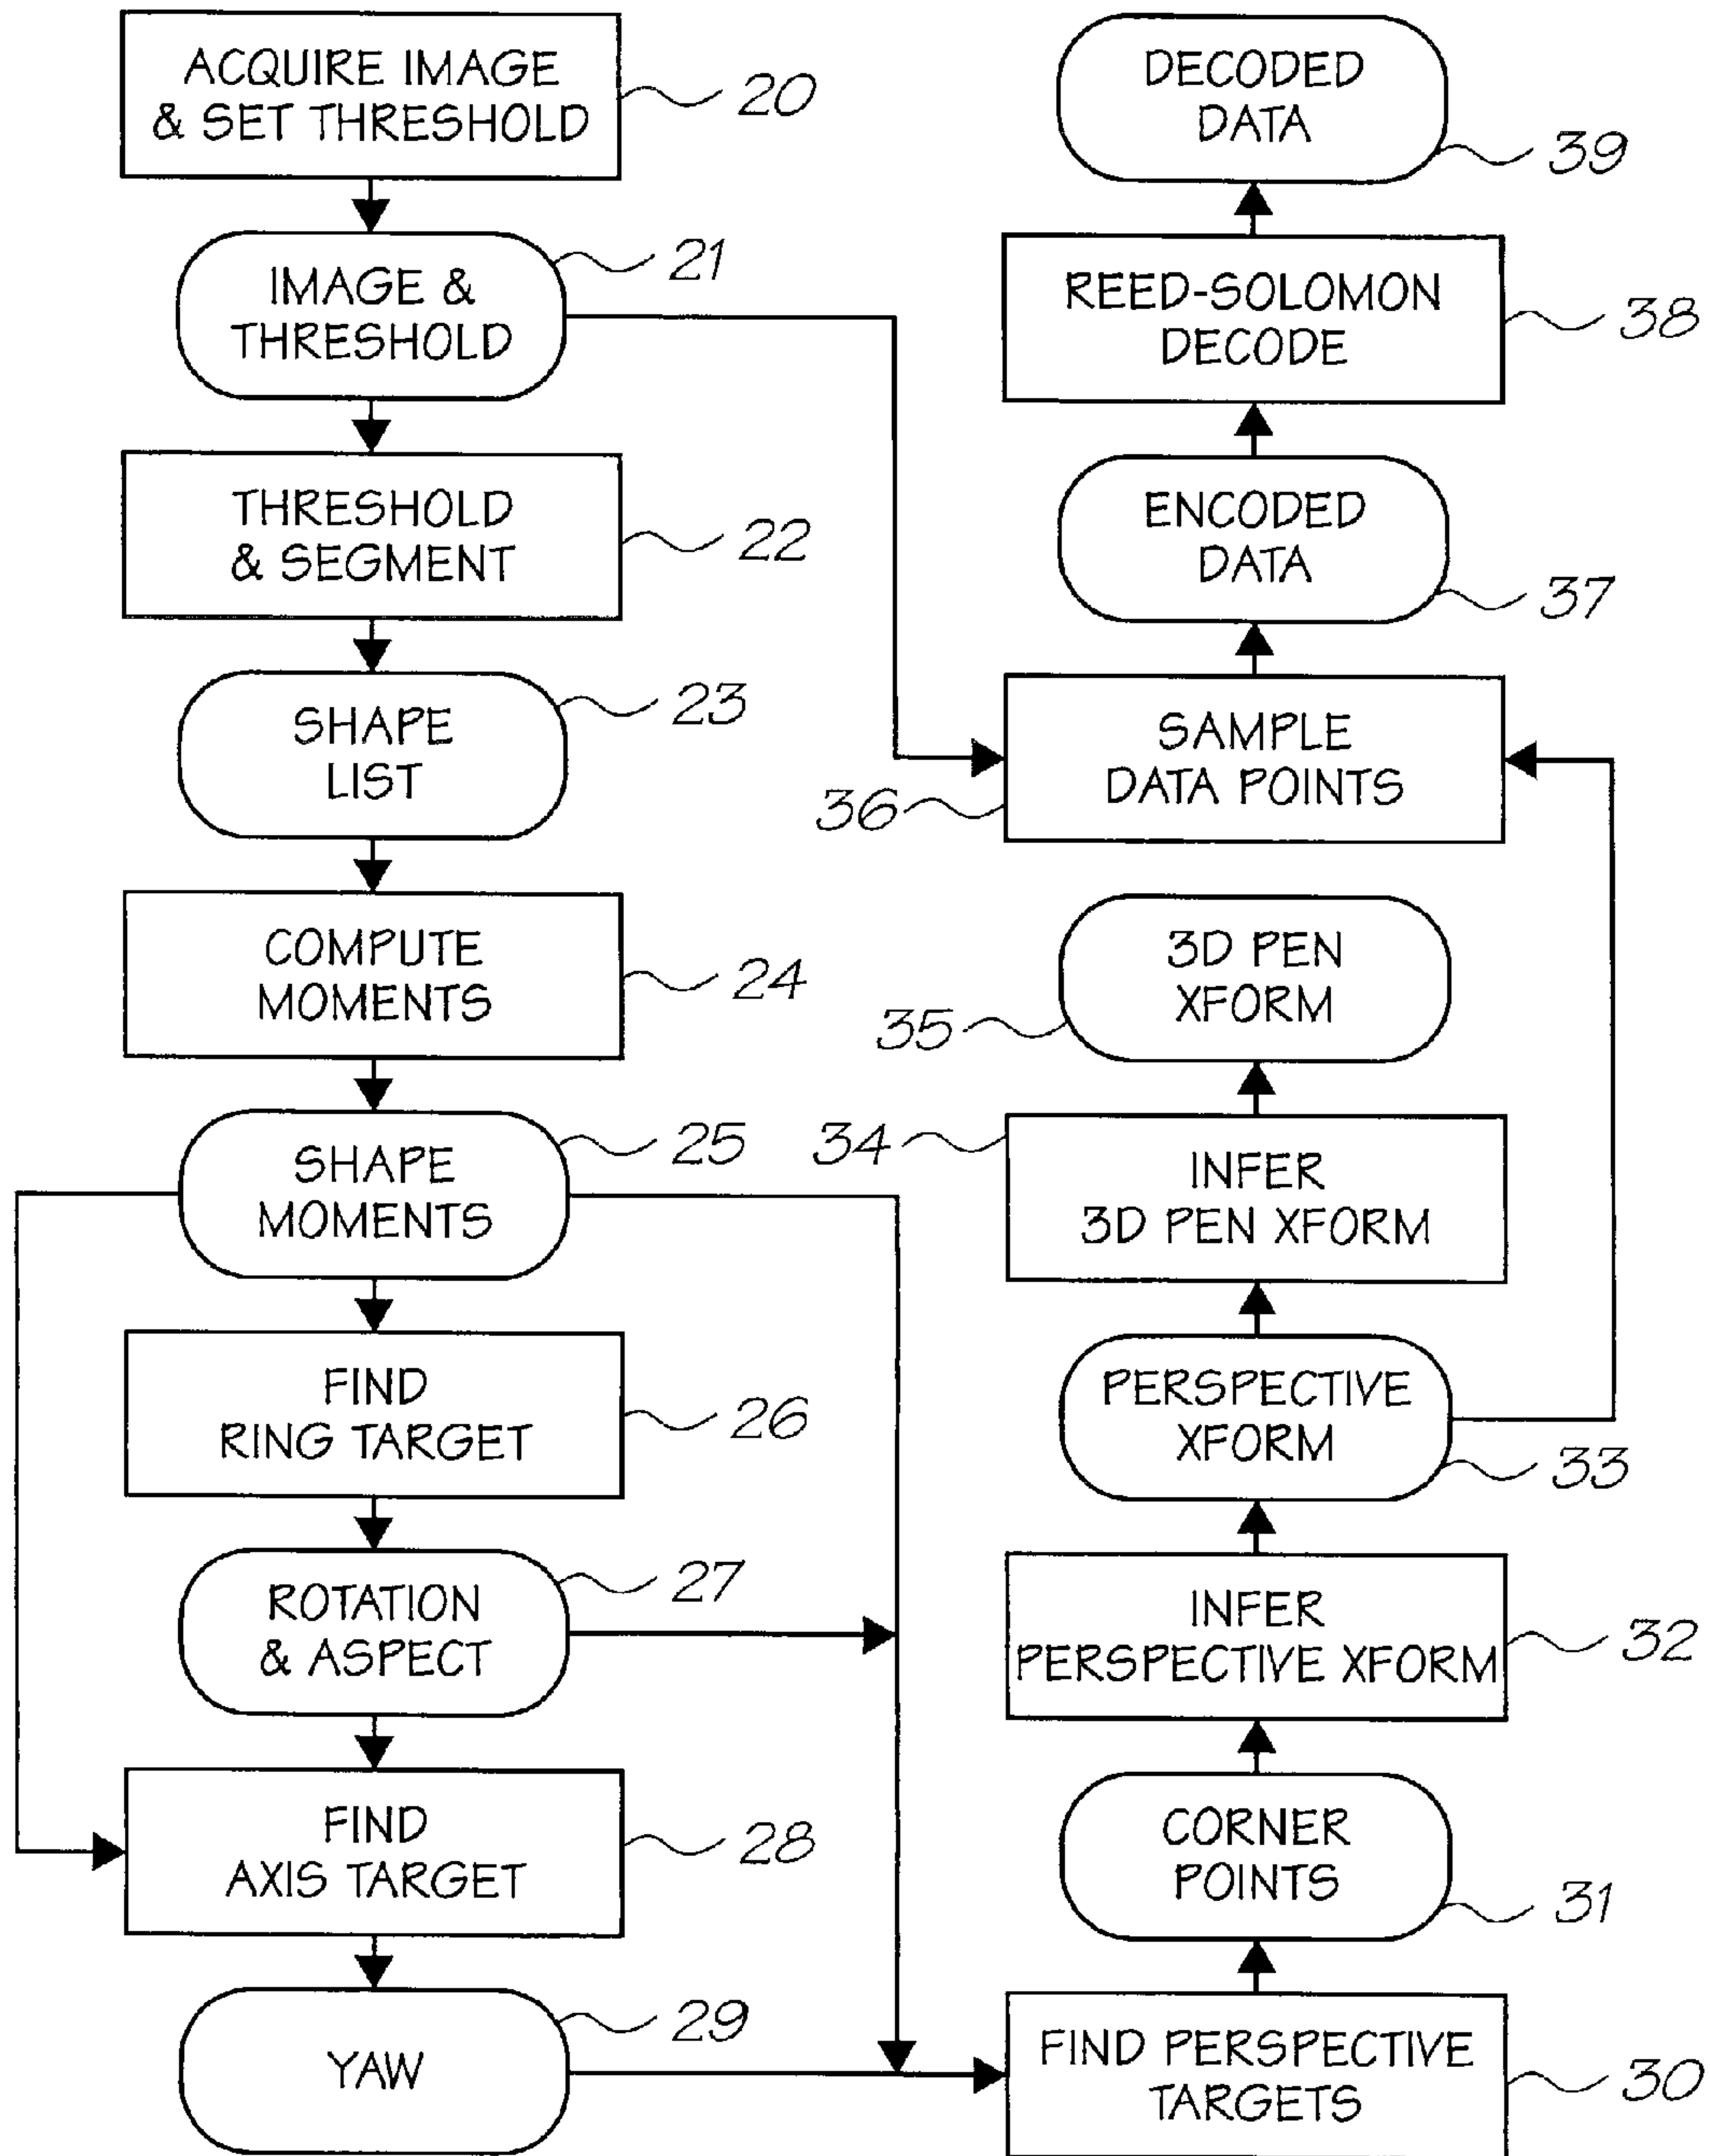 ACQUIRE IMAGE
& SET THRESHOLD
20
IMAGE &
THRESHOLD
21
THRESHOLD
& SEGMENT
22
SHAPE
LIST
23
COMPUTE
MOMENTS
24
SHAPE
MOMENTS
25
FIND
RING TARGET
26
ROTATION
& ASPECT
27
FIND
AXIS TARGET
28
YAW
29
DECODED
DATA
39
REED-SOLOMON
DECODE
38
ENCODED
DATA
37
SAMPLE
DATA POINTS
36
3D PEN
XFORM
35
INFER
3D PEN XFORM
34
PERSPECTIVE
XFORM
33
INFER
PERSPECTIVE XFORM
32
CORNER
POINTS
31
FIND PERSPECTIVE
TARGETS
30